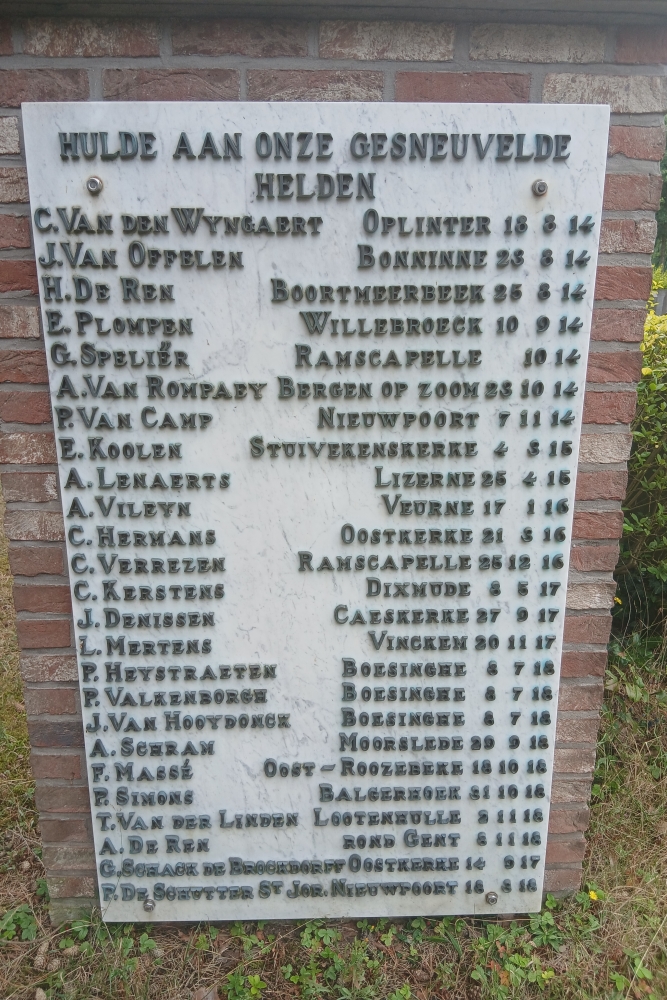 HULDE AAN ONZE GESNEUVELDE
HELDEN
C. VAN DEN WYNGAERT OPLINTER 18 8 14
J. VAN OFFELEN BONNINNE 23 8 14
H. DE REN BOORTMEERBEEK 25 8 14
E. PLOMPEN WILLEBROECK 10 9 14
G. SPELIËR RAMSCAPELLE 10 14
A. VAN ROMPAEY BERGEN OP ZOOM 23 10 14
P. VAN CAMP NIEUWPOORT 7 11 14
E. KOOLEN STUIVEKENSKERKE 4 3 15
A. LENAERTS LIZERNE 25 4 15
A. VILEYN VEURNE 17 1 16
C. HERMANS OOSTKERKE 21 3 16
C. VERREZEN RAMSCAPELLE 25 12 16
C. KERSTENS DIXMUDE 8 5 17
J. DENISSEN CAESKERKE 27 9 17
L. MERTENS VINCKEM 20 11 17
P. HEYSTRAETEN BOESINGHE 8 7 18
P. VALKENBORGH BOESINGHE 8 7 18
J. VAN HOOYDONCK BOESINGHE 8 7 18
A. SCHRAM MOORSLEDE 29 9 18
F. MASSÉ OOST-ROOZEBEKE 18 10 18
P. SIMONS BALGERHOEK 31 10 18
T. VAN DER LINDEN LOOTENHULLE 2 11 18
A. DE REN ROND GENT 8 11 18
G. SCHACK DE BROCKDORFF OOSTKERKE 14 9 17
P. DE SCHUTTER ST JOR. NIEUWPOORT 18 8 18